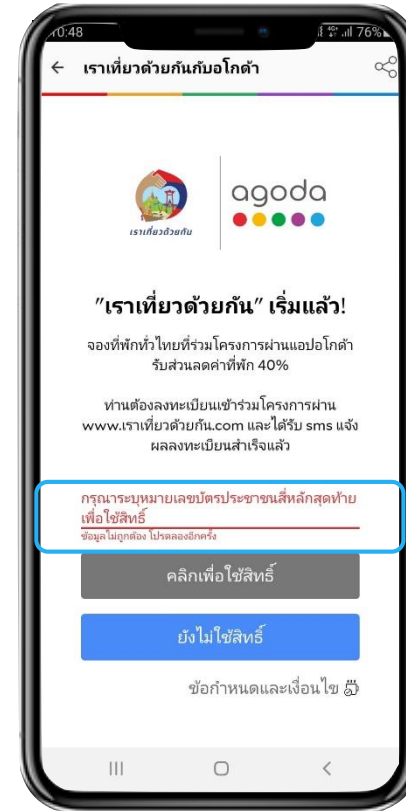 10:48 4G+ 76%
เราเที่ยวด้วยกันกับอโกด้า
เราเที่ยวด้วยกัน
agoda
"เราเที่ยวด้วยกัน" เริ่มแล้ว!
จองที่พักทั่วไทยที่ร่วมโครงการผ่านแอปอโกด้า
รับส่วนลดค่าที่พัก 40%
ท่านต้องลงทะเบียนเข้าร่วมโครงการผ่าน
www.เราเที่ยวด้วยกัน.com และได้รับ sms แจ้ง
ผลลงทะเบียนสำเร็จแล้ว
กรุณาระบุหมายเลขบัตรประชาชนสี่หลักสุดท้าย
เพื่อใช้สิทธิ์
ข้อมูลไม่ถูกต้อง โปรดลองอีกครั้ง
คลิกเพื่อใช้สิทธิ์
ยังไม่ใช้สิทธิ์
ข้อกำหนดและเงื่อนไข